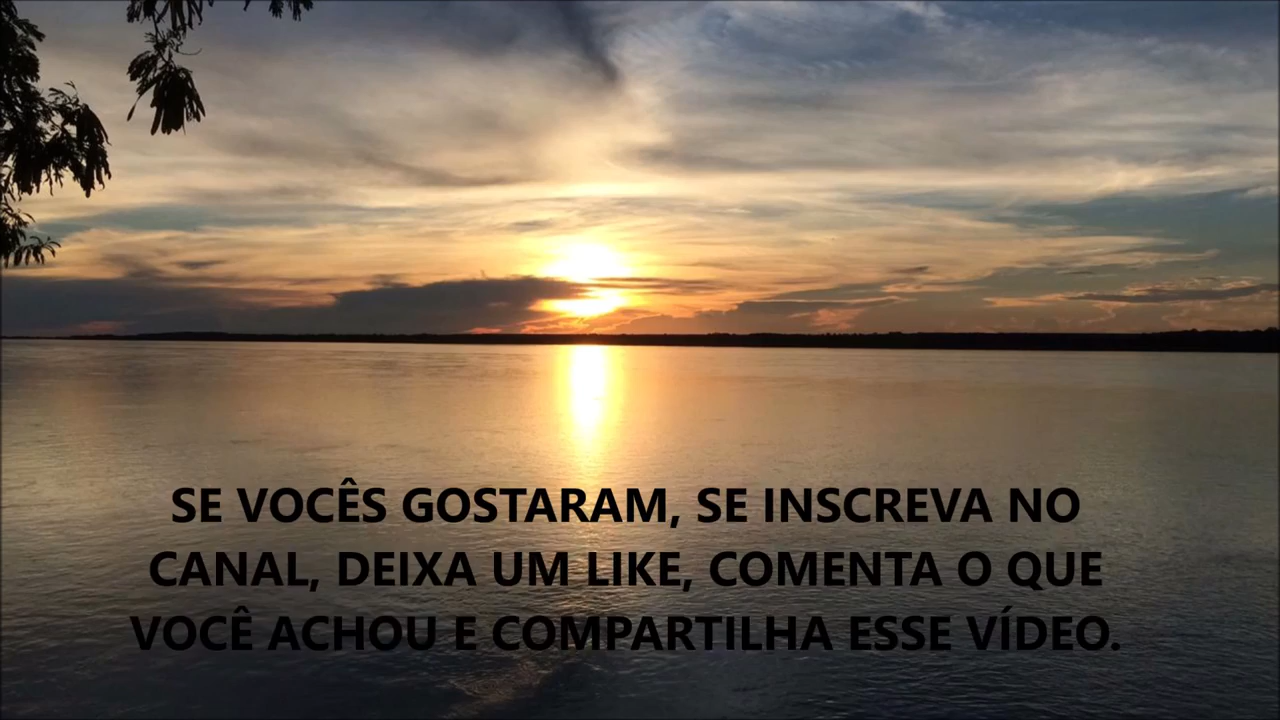 SE VOCÊS GOSTARAM, SE INSCREVA NO
CANAL, DEIXA UM LIKE, COMENTA O QUE
VOCÊ ACHOU E COMPARTILHA ESSE VÍDEO.